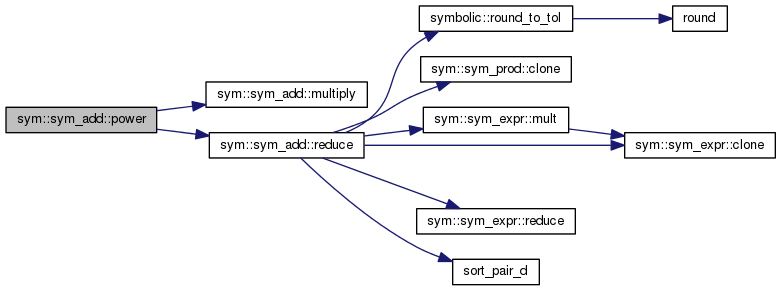 symbolic::round_to_tol
round
sym::sym_prod::clone
sym::sym_add::multiply
sym::sym_add::power
sym::sym_expr::mult
sym::sym_add::reduce
sym::sym_expr::clone
sym::sym_expr::reduce
sort_pair_d